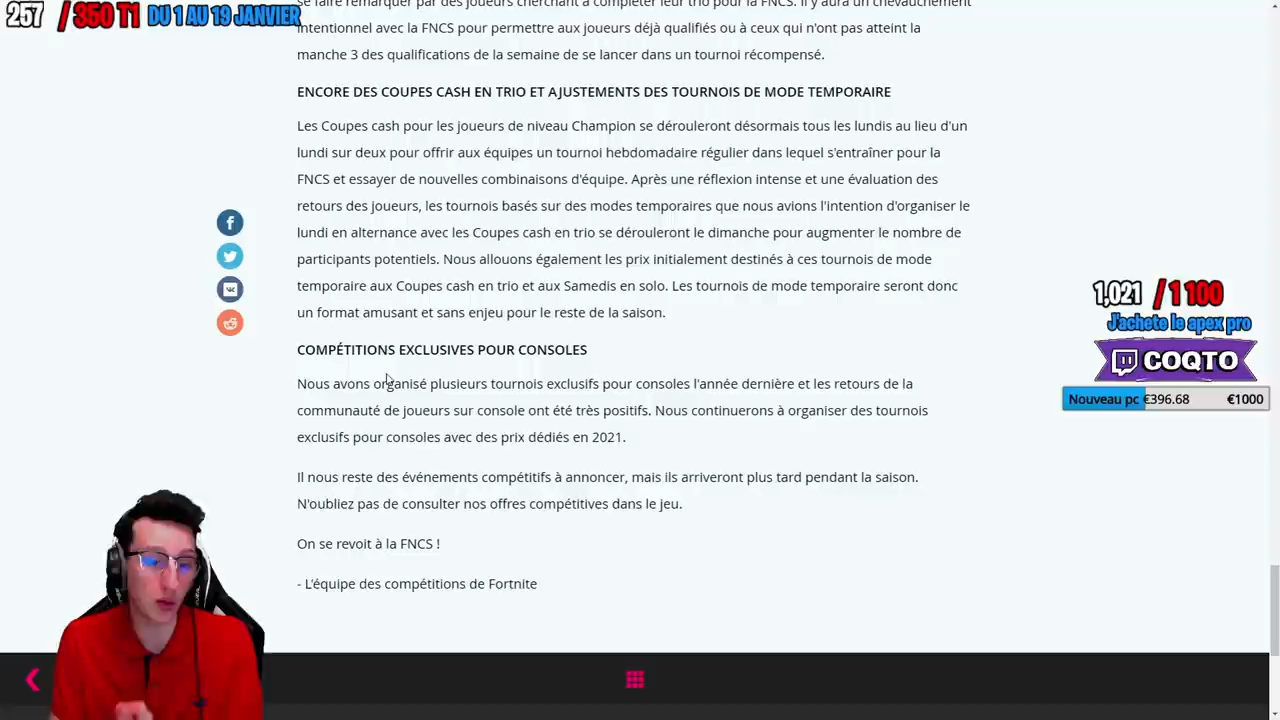 257 / 350 T1 DU 1 AU 19 JANVIER
se faire remarquer par des joueurs cherchant à compléter leur trio pour la FNCS. Il y aura un chevauchement
intentionnel avec la FNCS pour permettre aux joueurs déjà qualifiés ou à ceux qui n'ont pas atteint la
manche 3 des qualifications de la semaine de se lancer dans un tournoi récompensé.
ENCORE DES COUPES CASH EN TRIO ET AJUSTEMENTS DES TOURNOIS DE MODE TEMPORAIRE
Les Coupes cash pour les joueurs de niveau Champion se dérouleront désormais tous les lundis au lieu d'un
lundi sur deux pour offrir aux équipes un tournoi hebdomadaire régulier dans lequel s'entraîner pour la
FNCS et essayer de nouvelles combinaisons d'équipe. Après une réflexion intense et une évaluation des
retours des joueurs, les tournois basés sur des modes temporaires que nous avions l'intention d'organiser le
lundi en alternance avec les Coupes cash en trio se dérouleront le dimanche pour augmenter le nombre de
participants potentiels. Nous allouons également les prix initialement destinés à ces tournois de mode
temporaire aux Coupes cash en trio et aux Samedis en solo. Les tournois de mode temporaire seront donc
un format amusant et sans enjeu pour le reste de la saison.
COMPÉTITIONS EXCLUSIVES POUR CONSOLES
Nous avons organisé plusieurs tournois exclusifs pour consoles l'année dernière et les retours de la
communauté de joueurs sur console ont été très positifs. Nous continuerons à organiser des tournois
exclusifs pour consoles avec des prix dédiés en 2021.
Il nous reste des événements compétitifs à annoncer, mais ils arriveront plus tard pendant la saison.
N'oubliez pas de consulter nos offres compétitives dans le jeu.
On se revoit à la FNCS !
- L'équipe des compétitions de Fortnite
1,021 / 1 100
J'achete le apex pro
COQTO
Nouveau pc €396.68 €1000